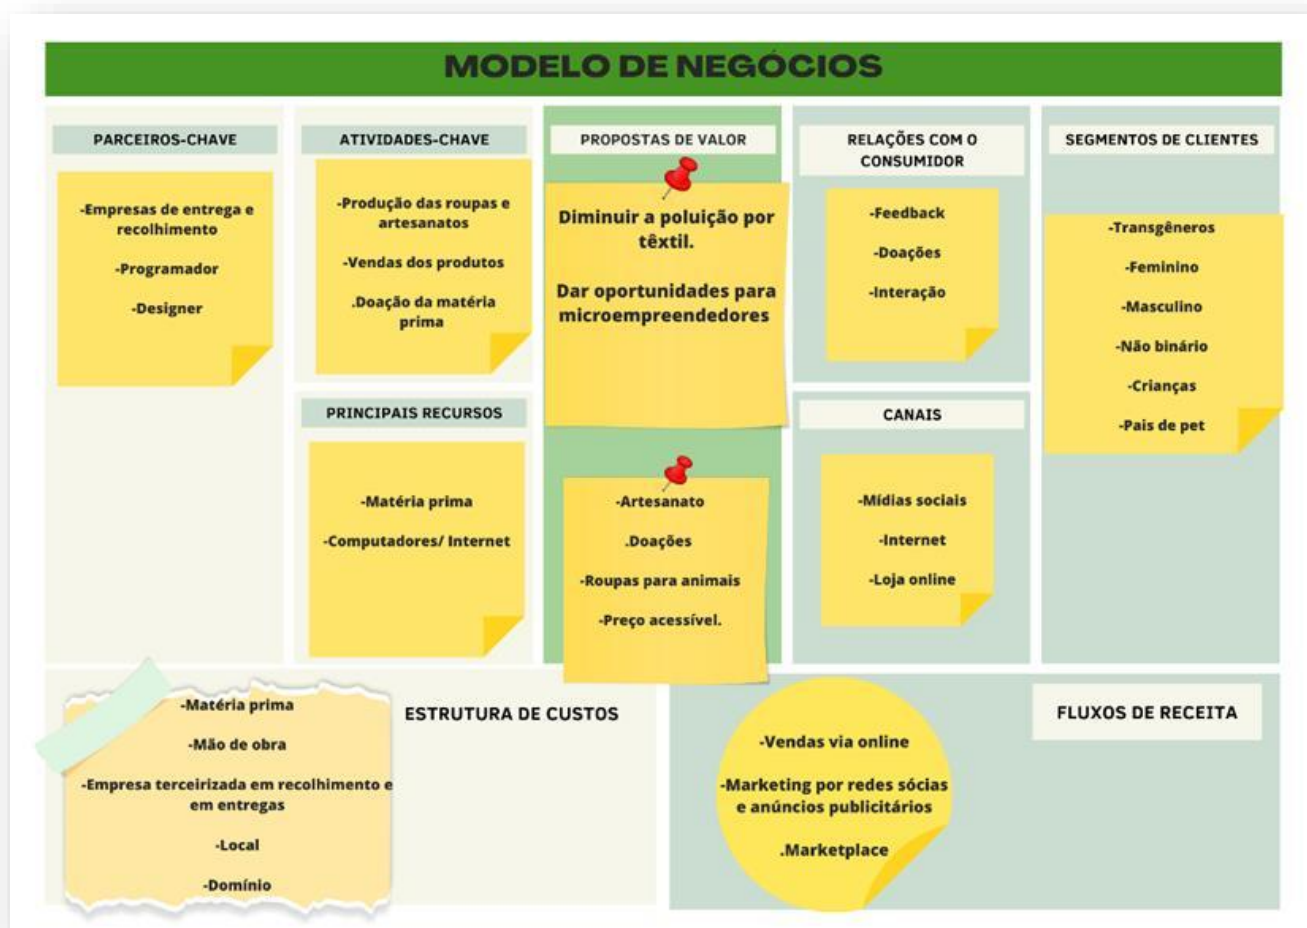 MODELO DE NEGÓCIOS
PARCEIROS-CHAVE
-Empresas de entrega e
recolhimento
-Programador
-Designer
ATIVIDADES-CHAVE
-Produção das roupas e
artesanatos
-Vendas dos produtos
.Doação da matéria
prima
PRINCIPAIS RECURSOS
-Matéria prima
-Computadores/ Internet
PROPOSTAS DE VALOR
Diminuir a poluição por
têxtil.
Dar oportunidades para
microempreendedores
-Artesanato
.Doações
-Roupas para animais
-Preço acessível.
RELAÇÕES COM O
CONSUMIDOR
-Feedback
-Doações
-Interação
CANAIS
-Mídias sociais
-Internet
-Loja online
SEGMENTOS DE CLIENTES
-Transgêneros
-Feminino
-Masculino
-Não binário
-Crianças
-Pais de pet
ESTRUTURA DE CUSTOS
-Matéria prima
-Mão de obra
-Empresa terceirizada em recolhimento e
em entregas
-Local
-Domínio
FLUXOS DE RECEITA
-Vendas via online
-Marketing por redes sócias
e anúncios publicitários
.Marketplace